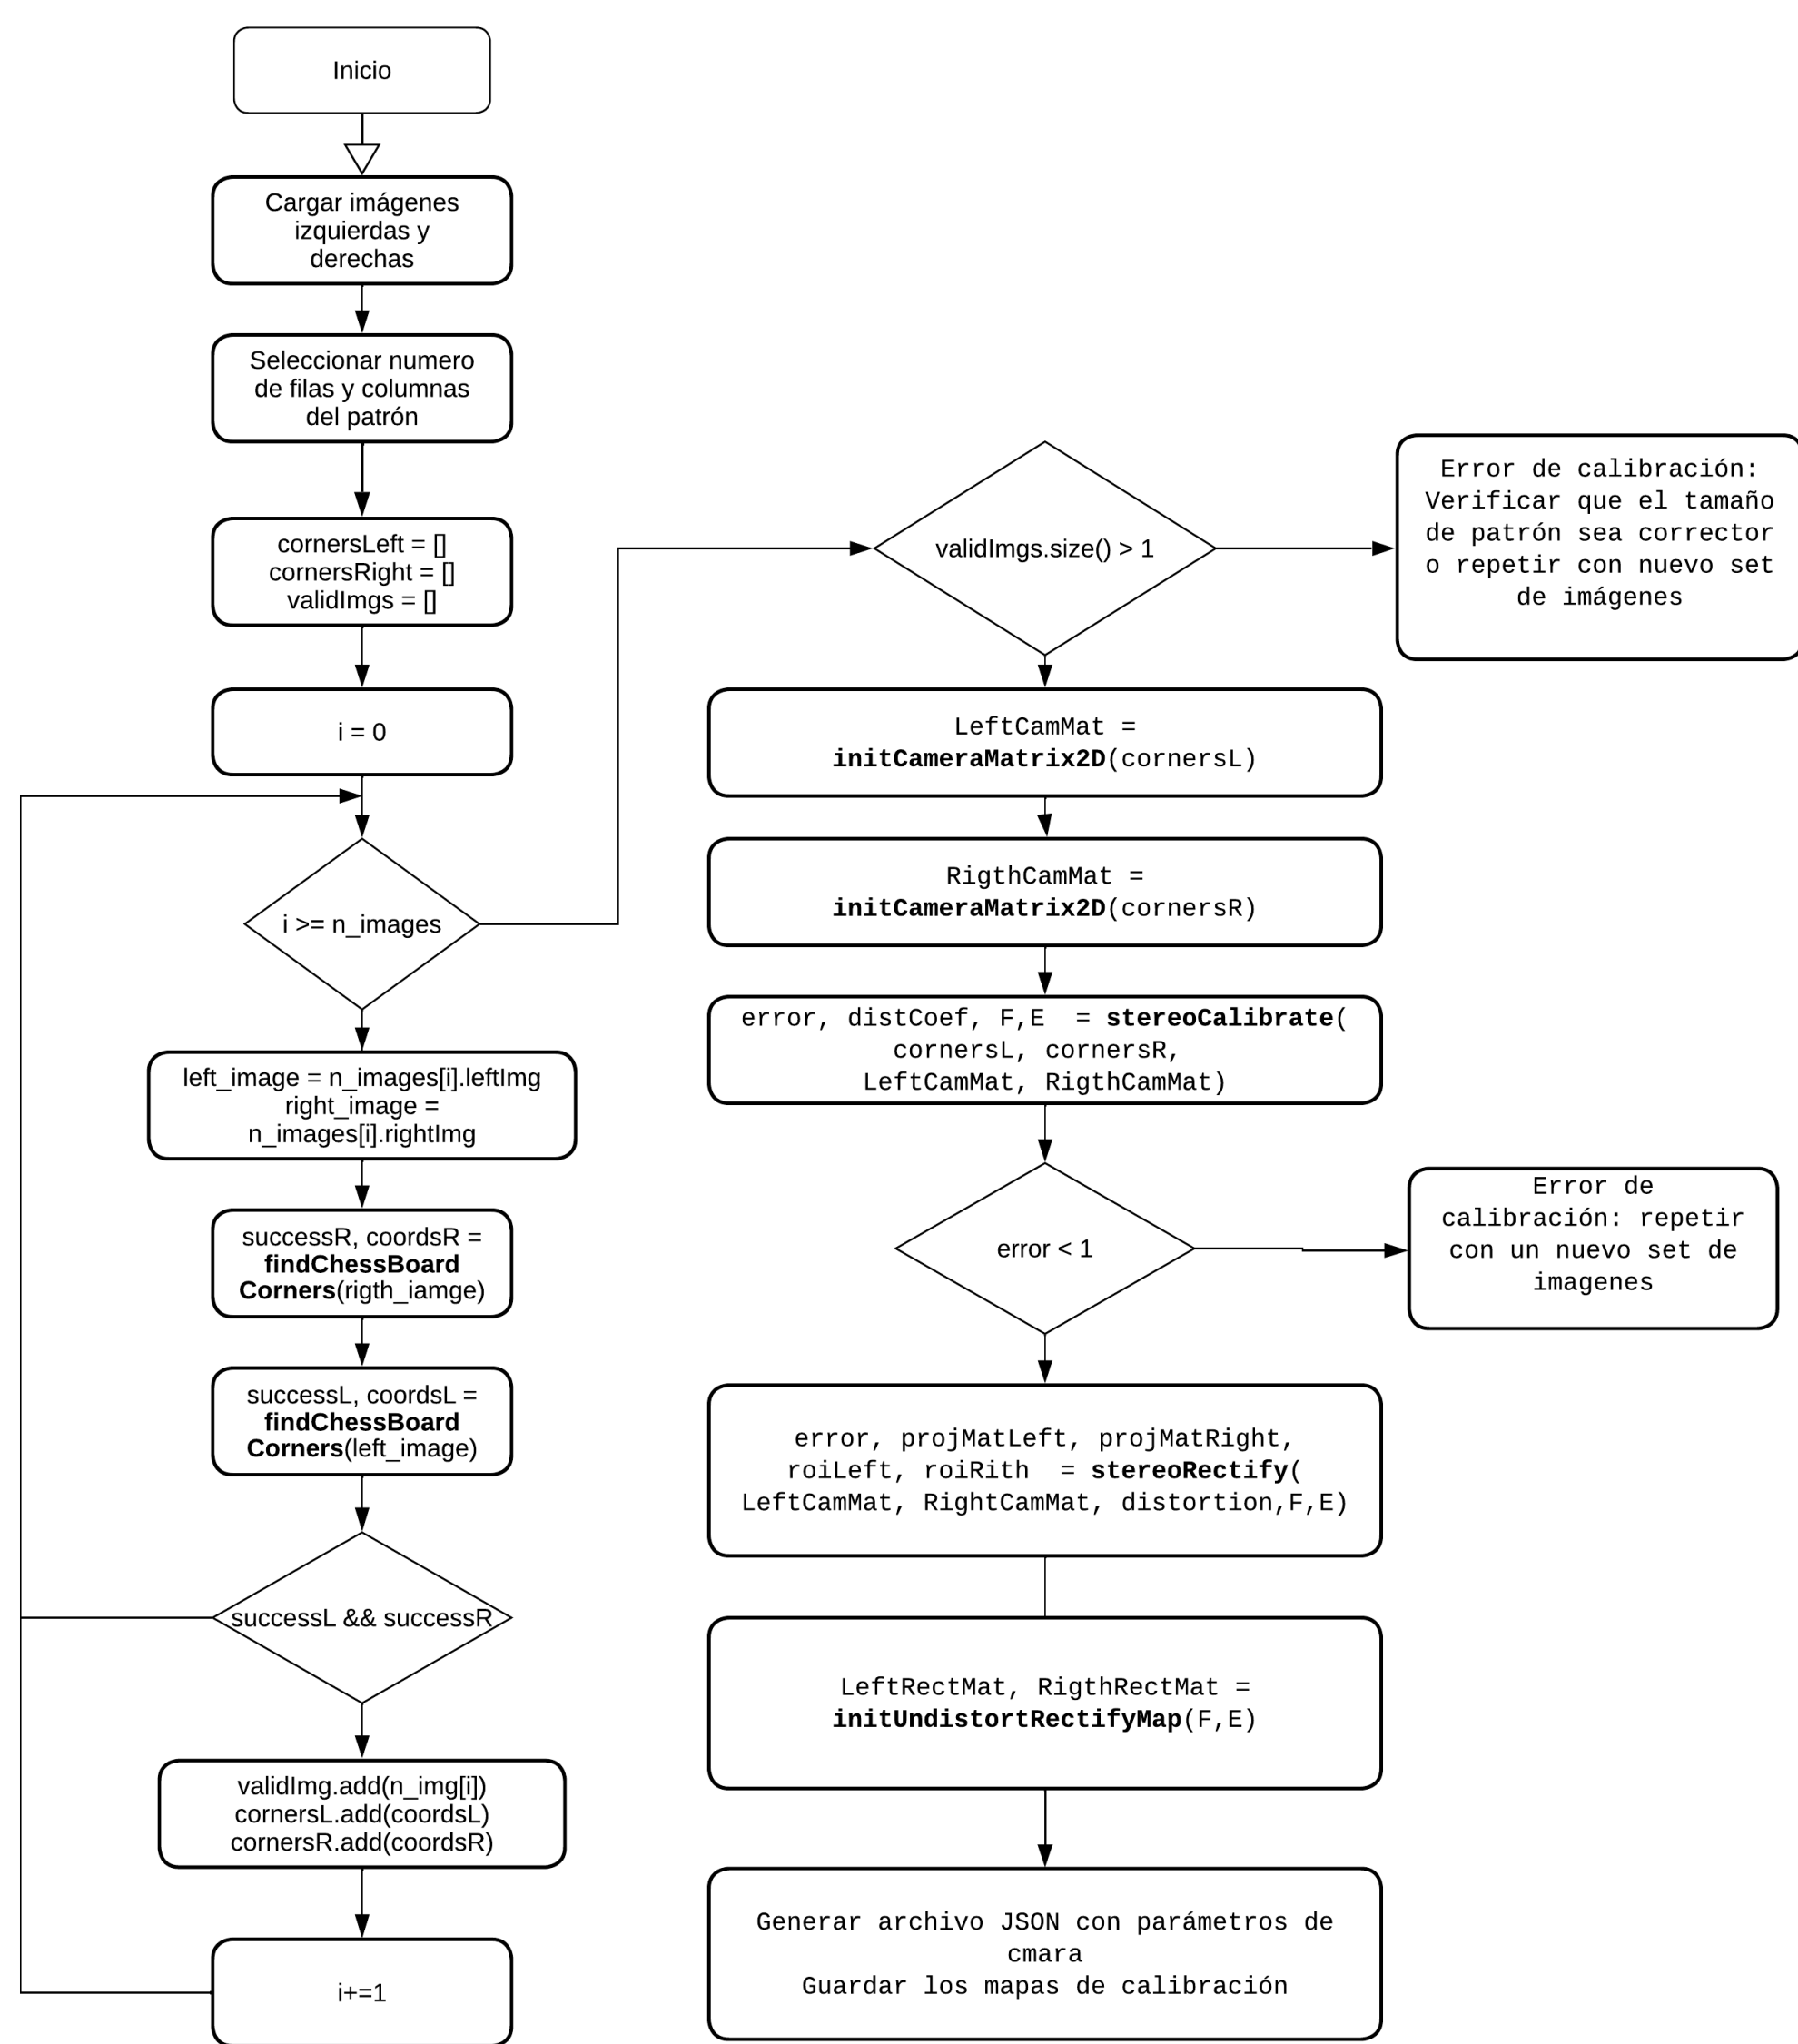 Inicio
Cargar imágenes
izquierdas y
derechas
Seleccionar numero
de filas y columnas
del patrón
cornersLeft = []
cornersRight = []
validImgs = []
i = 0
i >= n_images
left_image = n_images[i].leftImg
right_image =
n_images[i].rightImg
successR, coordsR =
findChessBoard
Corners(rigth_iamge)
successL, coordsL =
findChessBoard
Corners(left_image)
successL && successR
validImg.add(n_img[i])
cornersL.add(coordsL)
cornersR.add(coordsR)
i+=1
validImgs.size() > 1
Error de calibración:
Verificar que el tamaño
de patrón sea corrector
o repetir con nuevo set
de imágenes
LeftCamMat =
initCameraMatrix2D(cornersL)
RigthCamMat =
initCameraMatrix2D(cornersR)
error, distCoef, F,E  = stereoCalibrate(
cornersL, cornersR,
LeftCamMat, RigthCamMat)
error < 1
Error de
calibración: repetir
con un nuevo set de
imagenes
error, projMatLeft, projMatRight,
roiLeft, roiRith  = stereoRectify(
LeftCamMat, RightCamMat, distortion,F,E)
LeftRectMat, RigthRectMat =
initUndistortRectifyMap(F,E)
Generar archivo JSON con parámetros de
cmara
Guardar los mapas de calibración